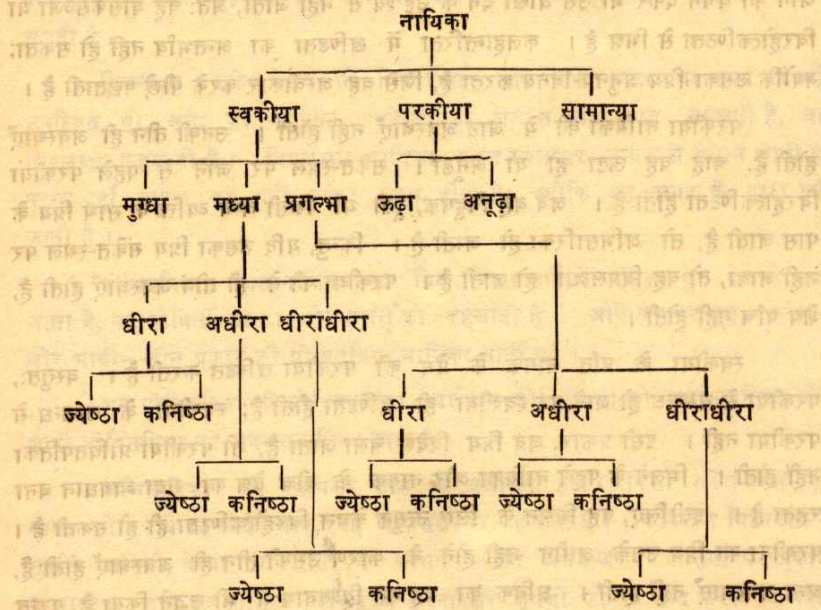 नायिका
स्वकीया परकीया सामान्या
मुग्धा मध्या प्रगल्भा ऊढ़ा अनूढ़ा
धीरा अधीरा धीराधीरा
ज्येष्ठा कनिष्ठा धीरा अधीरा धीराधीरा
ज्येष्ठा कनिष्ठा ज्येष्ठा कनिष्ठा ज्येष्ठा कनिष्ठा
ज्येष्ठा कनिष्ठा ज्येष्ठा कनिष्ठा